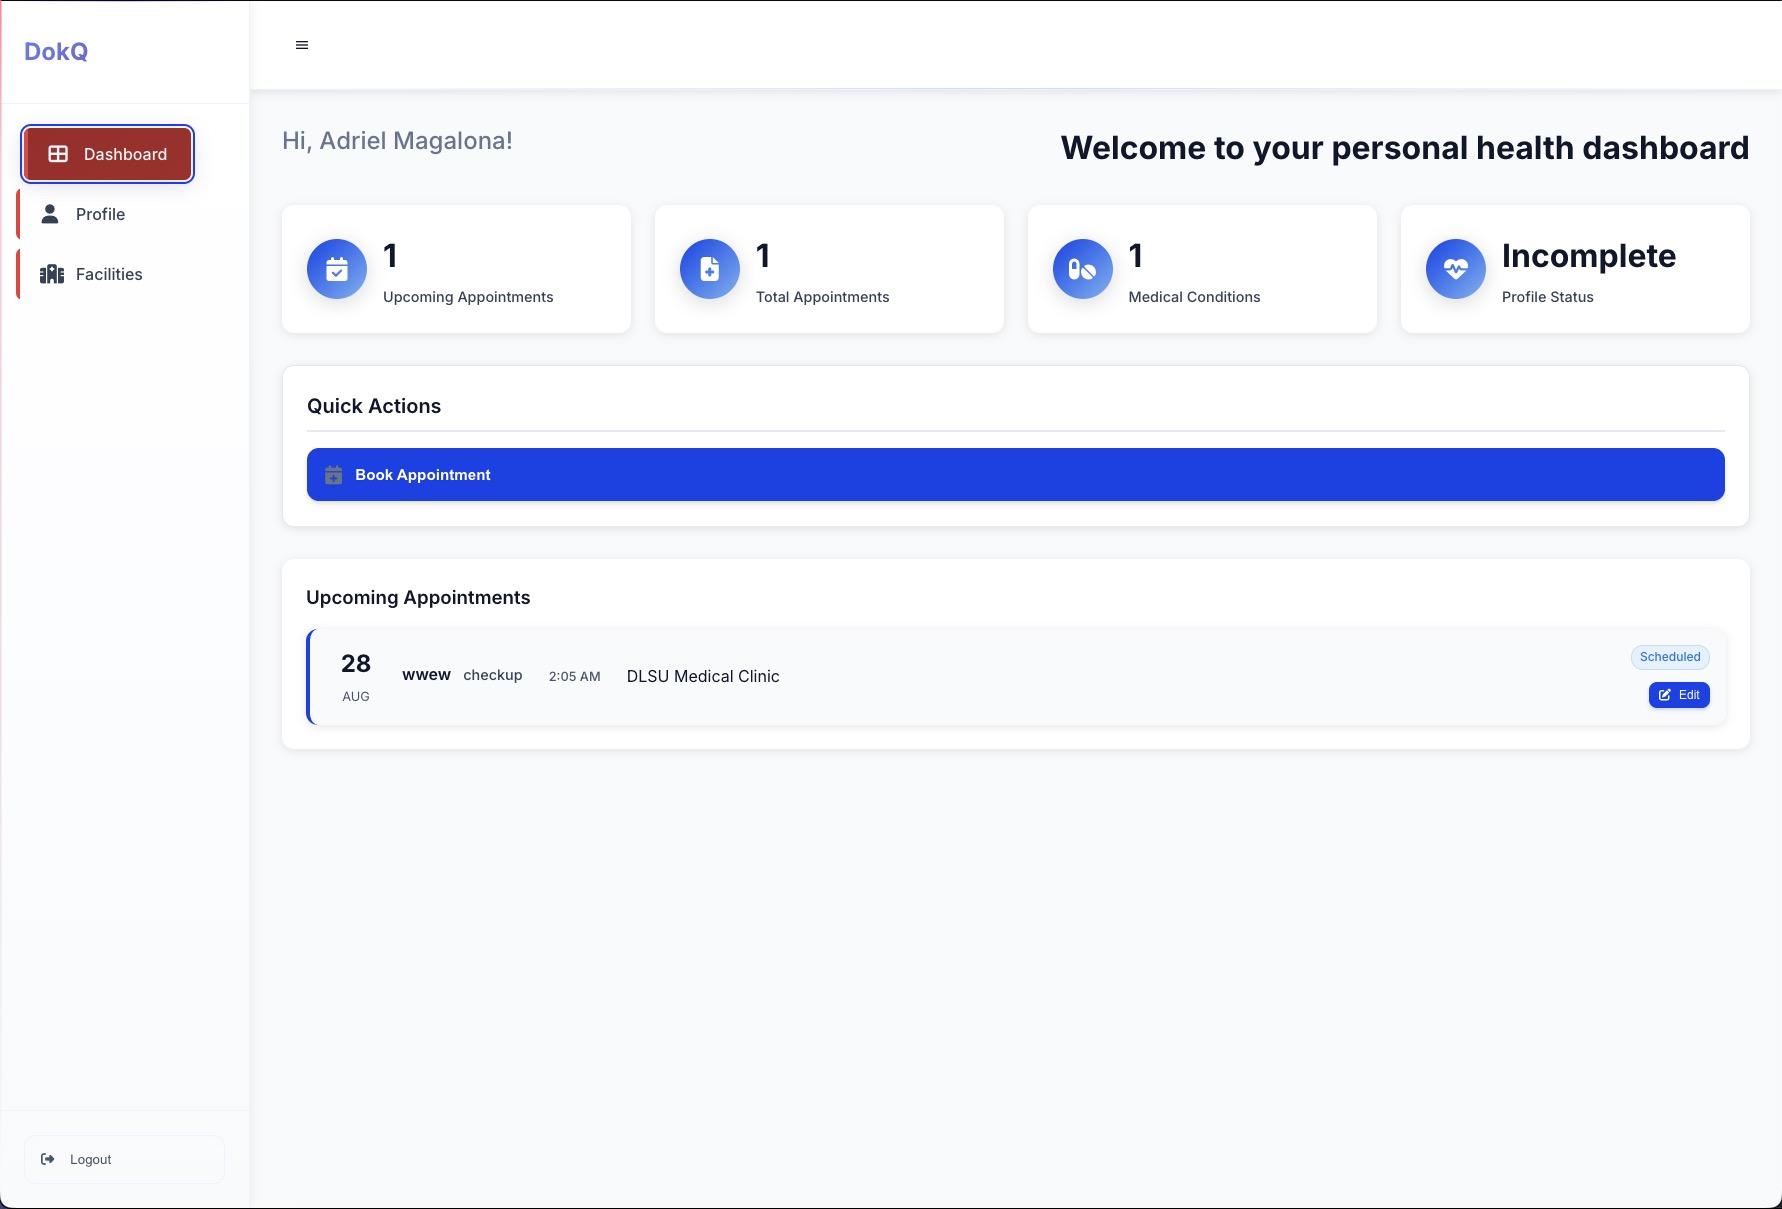 DokQ
Dashboard
Profile
Facilities
Logout
Hi, Adriel Magalona!
Welcome to your personal health dashboard
1
Upcoming Appointments
1
Total Appointments
1
Medical Conditions
Incomplete
Profile Status
Quick Actions
Book Appointment
Upcoming Appointments
28
AUG
wwew checkup 2:05 AM DLSU Medical Clinic
Scheduled
Edit